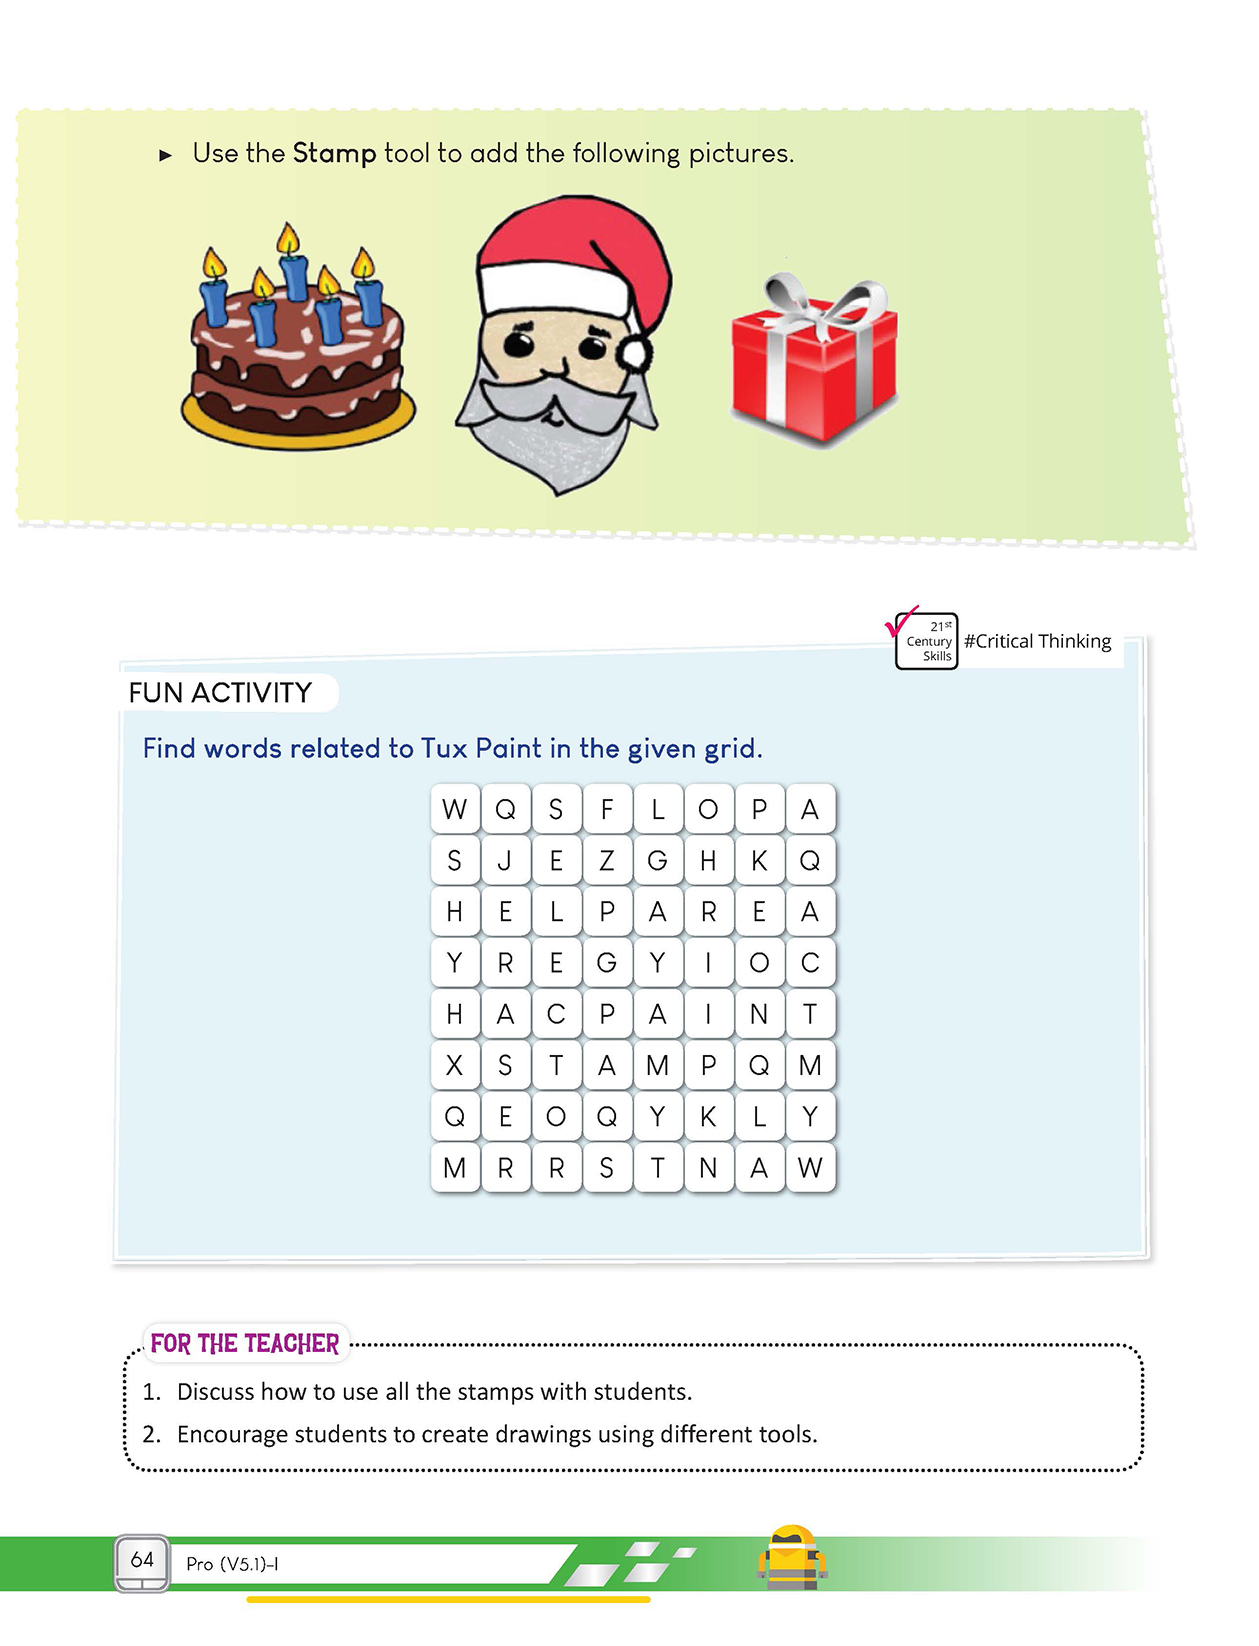 ► Use the Stamp tool to add the following pictures.
21st
Century
Skills
#Critical Thinking
FUN ACTIVITY
Find words related to Tux Paint in the given grid.
W Q S F L O P A
S J E Z G H K Q
H E L P A R E A
Y R E G Y I O C
H A C P A I N T
X S T A M P Q M
Q E O Q Y K L Y
M R R S T N A W
FOR THE TEACHER
1. Discuss how to use all the stamps with students.
2. Encourage students to create drawings using different tools.
64
Pro (V5.1)-I